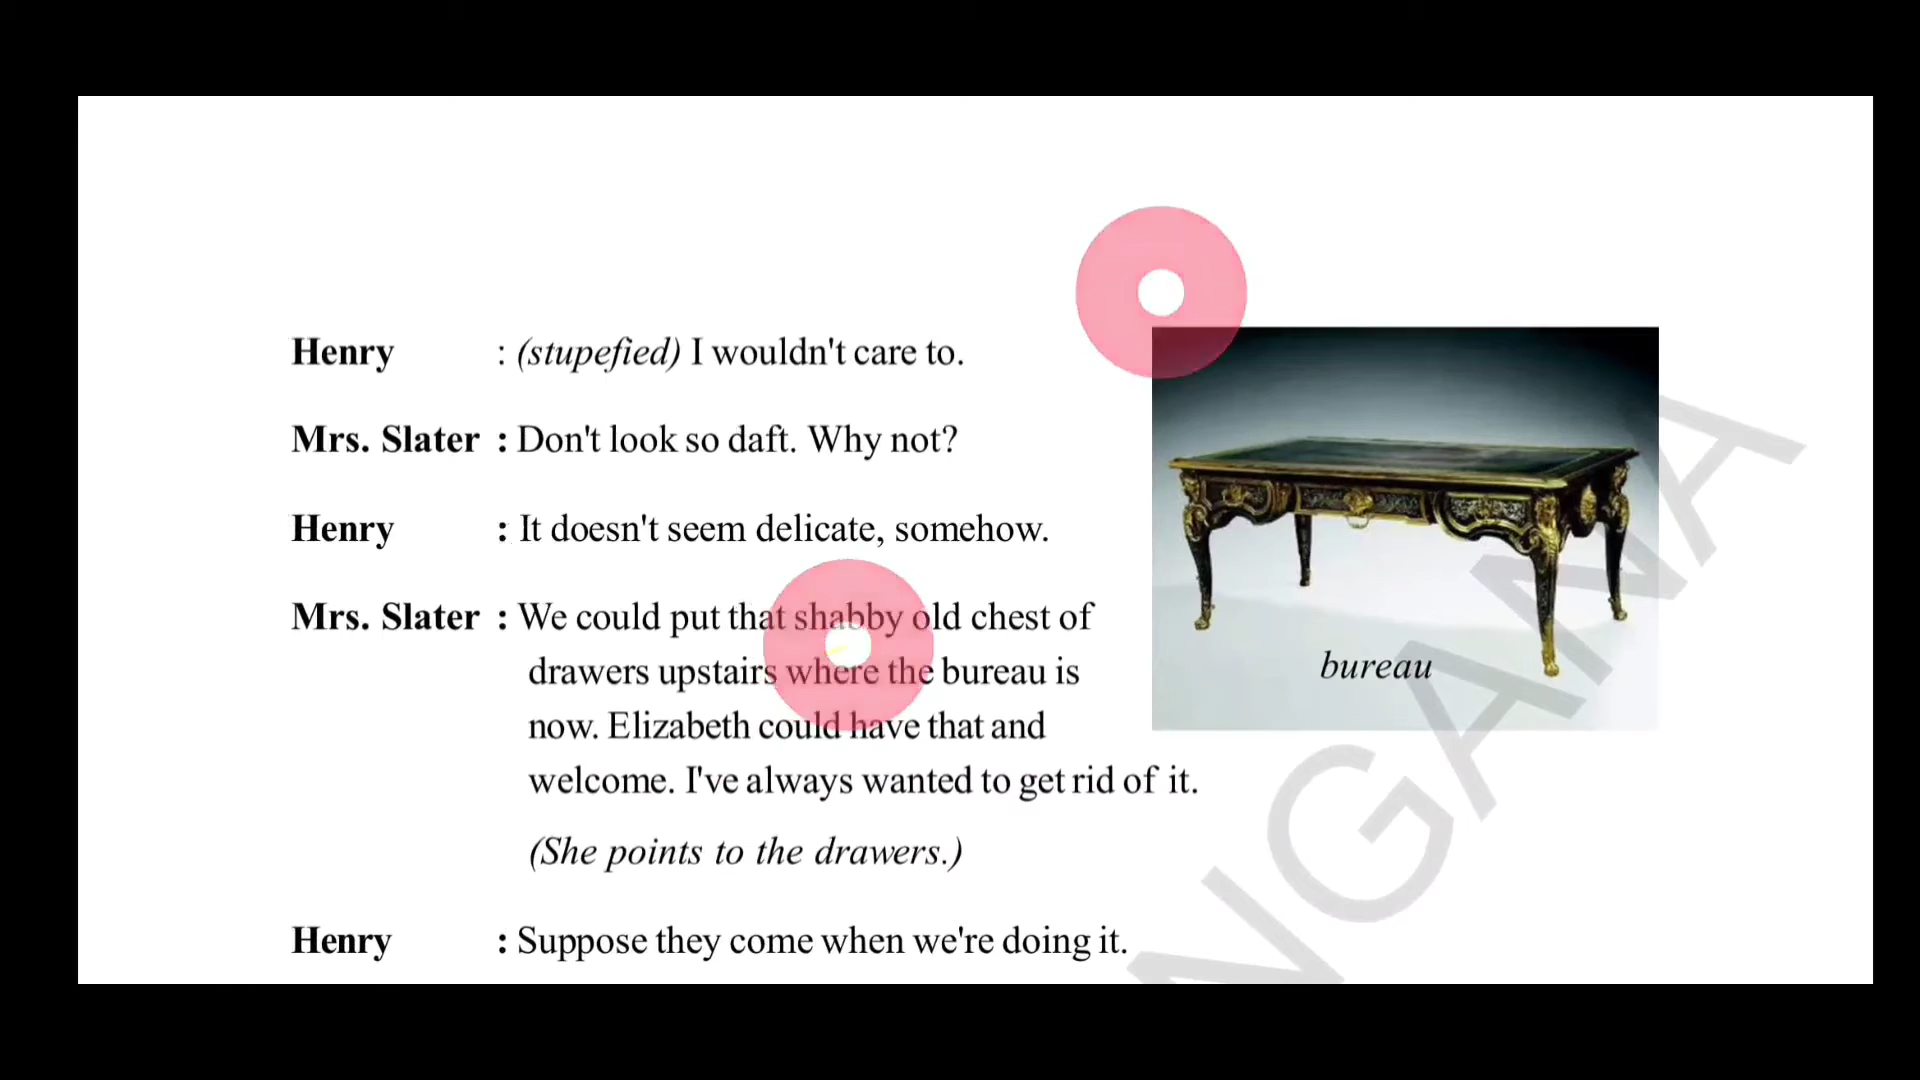 Henry : (stupefied) I wouldn't care to.
Mrs. Slater : Don't look so daft. Why not?
Henry : It doesn't seem delicate, somehow.
Mrs. Slater : We could put that shabby old chest of
drawers upstairs where the bureau is
now. Elizabeth could have that and
welcome. I've always wanted to get rid of it.
(She points to the drawers.)
bureau
Henry : Suppose they come when we're doing it.
NGANA